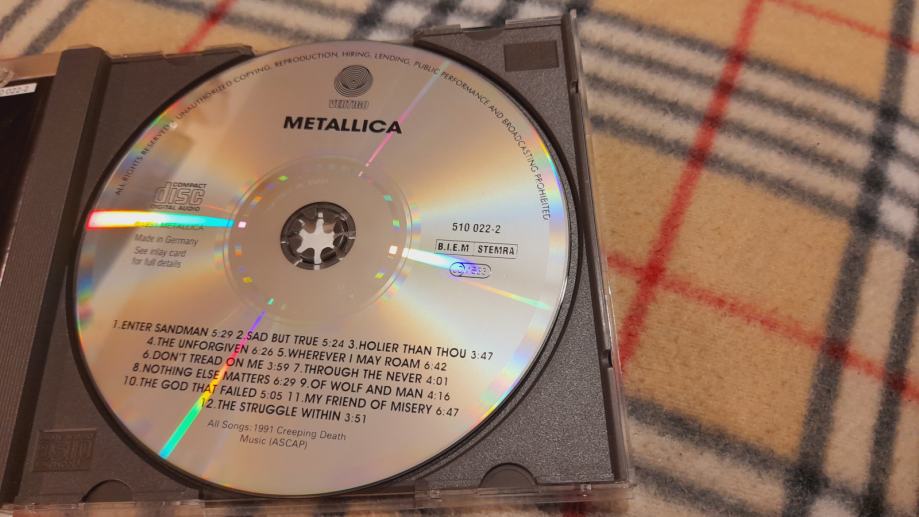 ALL RIGHTS RESERVED. UNAUTHORIZED COPYING, REPRODUCTION, HIRING, LENDING, PUBLIC PERFORMANCE AND BROADCASTING PROHIBITED
VERTIGO
METALLICA
COMPACT
disc
DIGITAL AUDIO
METALLICA
Made in Germany
See inlay card
for full details
510 022-2
B.I.E.M STEMRA
1.ENTER SANDMAN 5:29 2.SAD BUT TRUE 5:24 3.HOLIER THAN THOU 3:47
4.THE UNFORGIVEN 6:26 5.WHEREVER I MAY ROAM 6:42
6.DON'T TREAD ON ME 3:59 7.THROUGH THE NEVER 4:01
8.NOTHING ELSE MATTERS 6:29 9.OF WOLF AND MAN 4:16
10.THE GOD THAT FAILED 5:05 11.MY FRIEND OF MISERY 6:47
12.THE STRUGGLE WITHIN 3:51
All Songs: 1991 Creeping Death
Music (ASCAP)